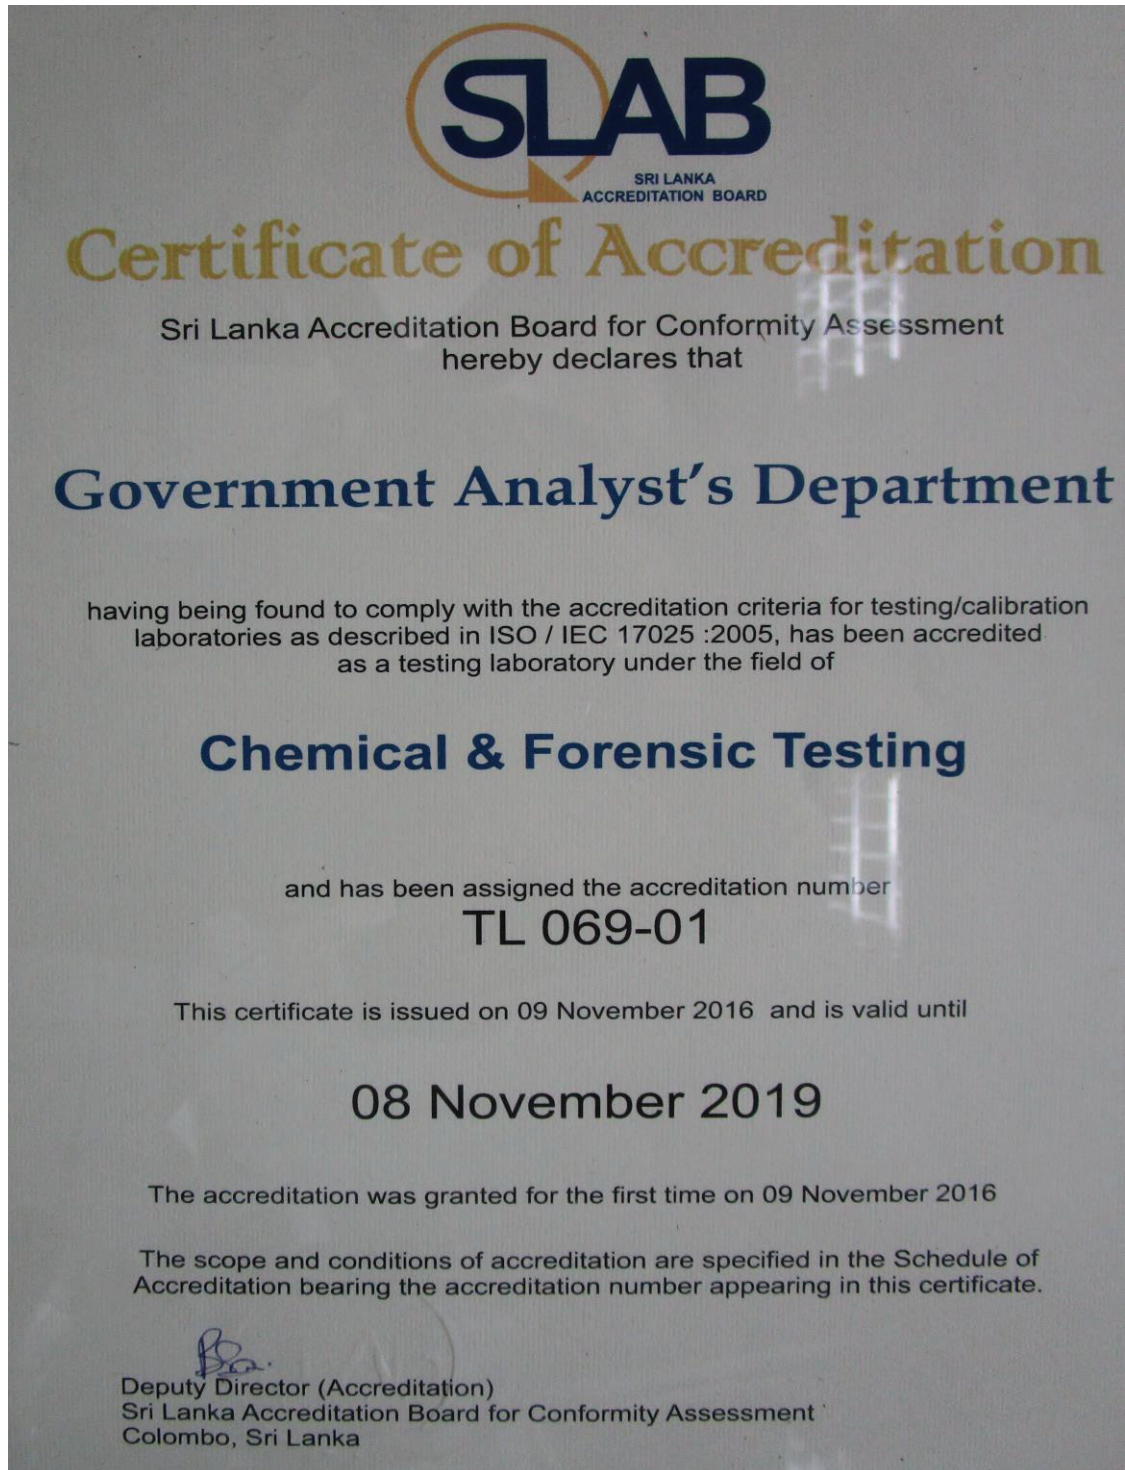 SLAB
SRI LANKA
ACCREDITATION BOARD
Certificate of Accreditation
Sri Lanka Accreditation Board for Conformity Assessment
hereby declares that
Government Analyst's Department
having being found to comply with the accreditation criteria for testing/calibration
laboratories as described in ISO / IEC 17025 :2005, has been accredited
as a testing laboratory under the field of
Chemical & Forensic Testing
and has been assigned the accreditation number
TL 069-01
This certificate is issued on 09 November 2016 and is valid until
08 November 2019
The accreditation was granted for the first time on 09 November 2016
The scope and conditions of accreditation are specified in the Schedule of
Accreditation bearing the accreditation number appearing in this certificate.
Deputy Director (Accreditation)
Sri Lanka Accreditation Board for Conformity Assessment
Colombo, Sri Lanka